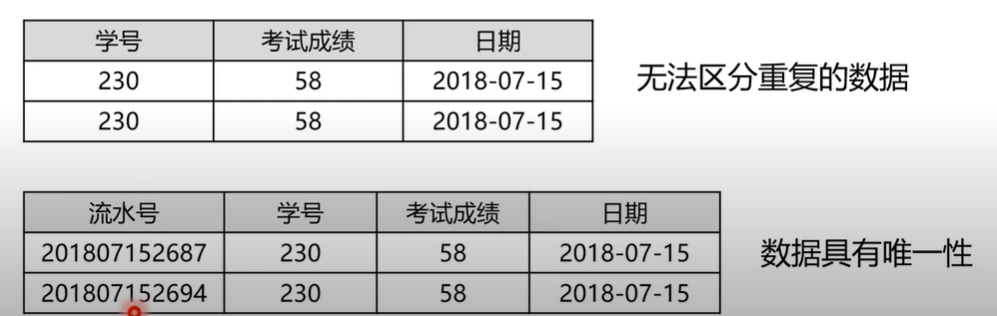 学号 考试成绩 日期
230 58 2018-07-15
230 58 2018-07-15
无法区分重复的数据
流水号 学号 考试成绩 日期
201807152687 230 58 2018-07-15
201807152694 230 58 2018-07-15
数据具有唯一性